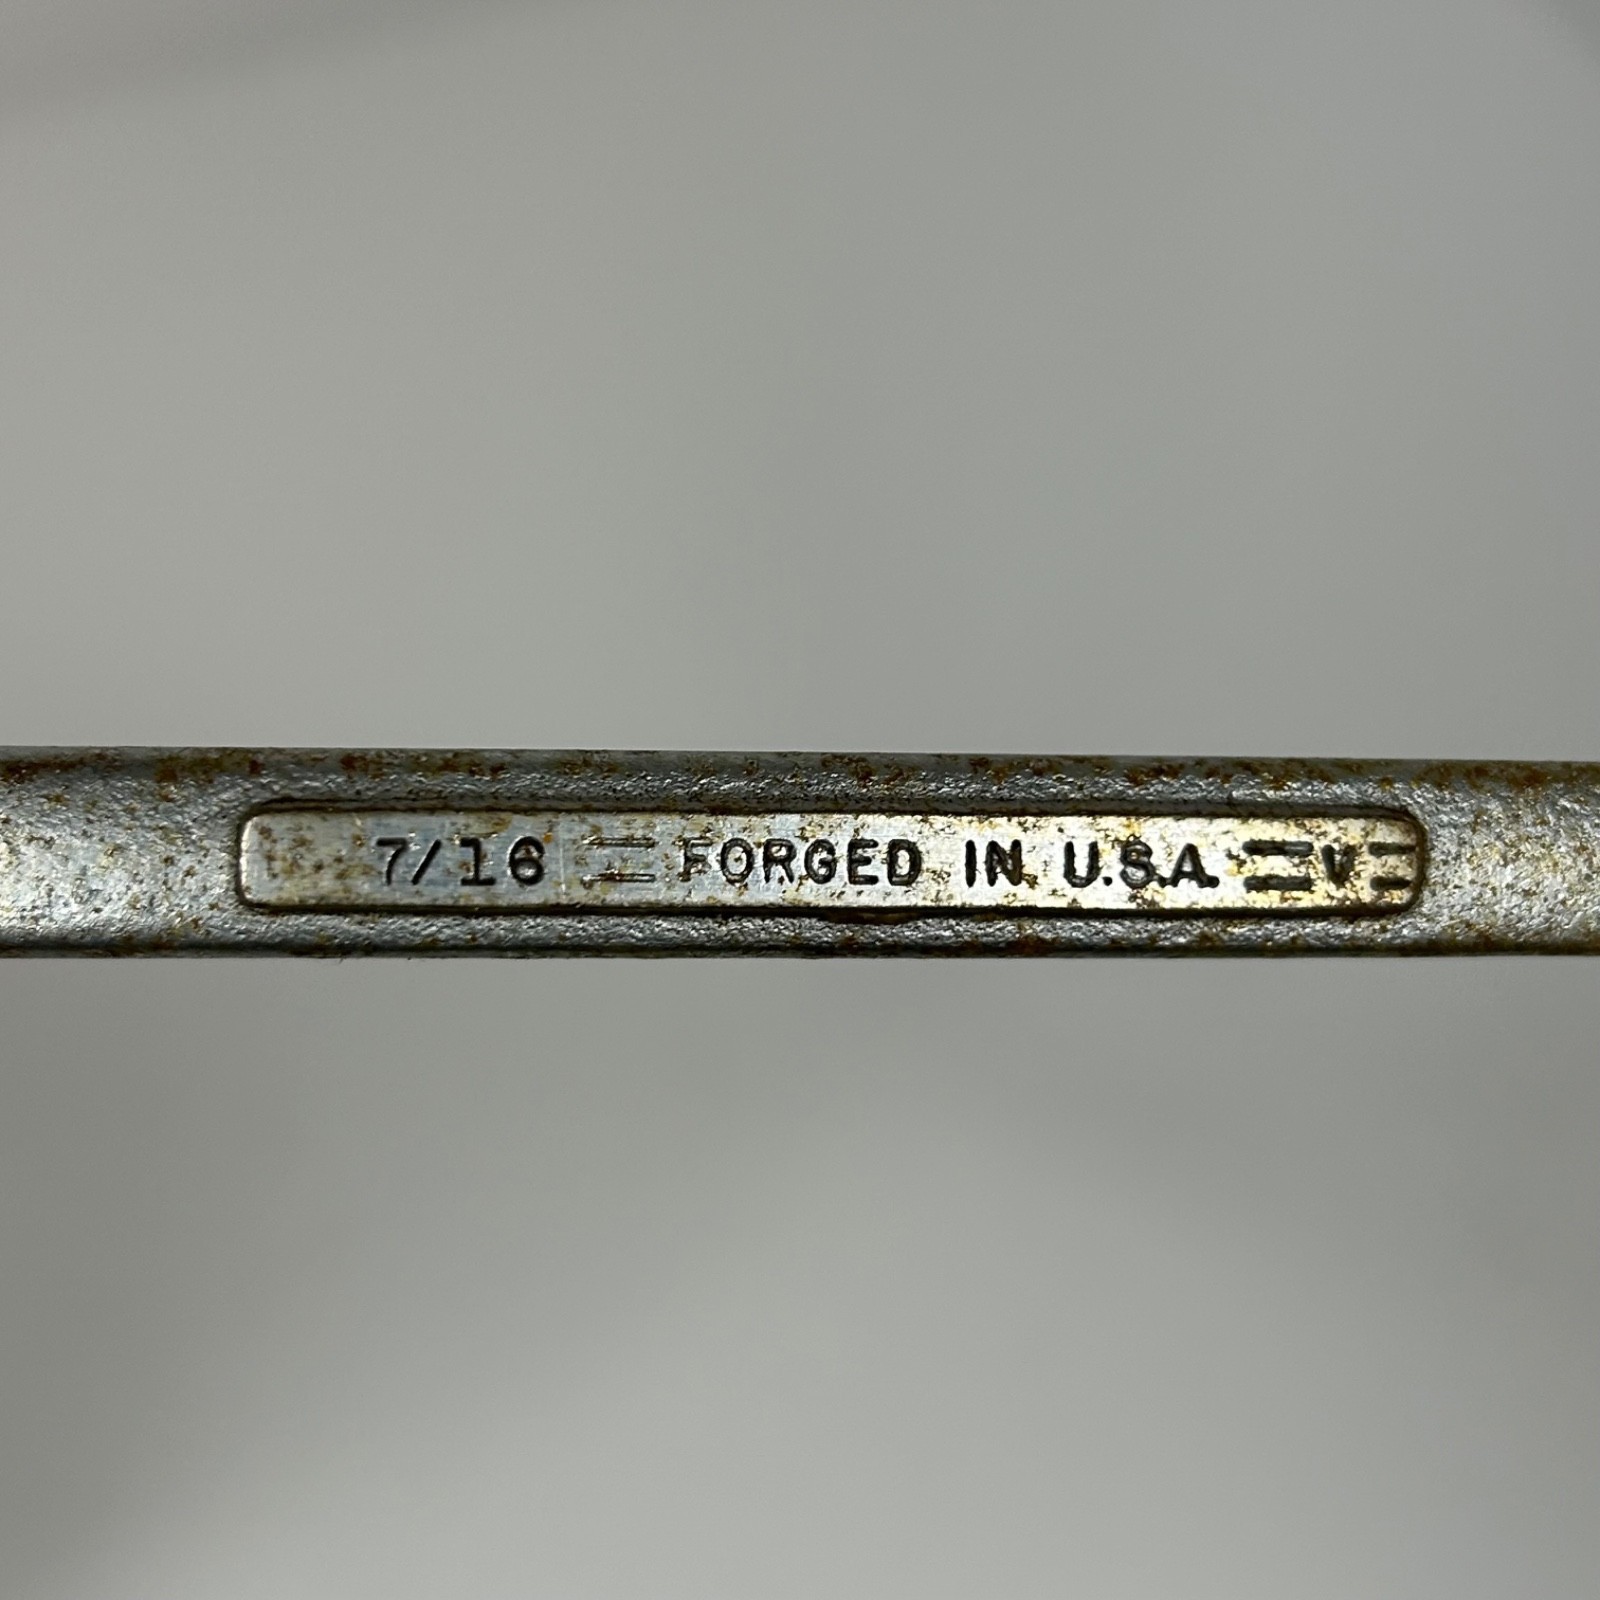 7/16 = FORGED IN U.S.A. =V=